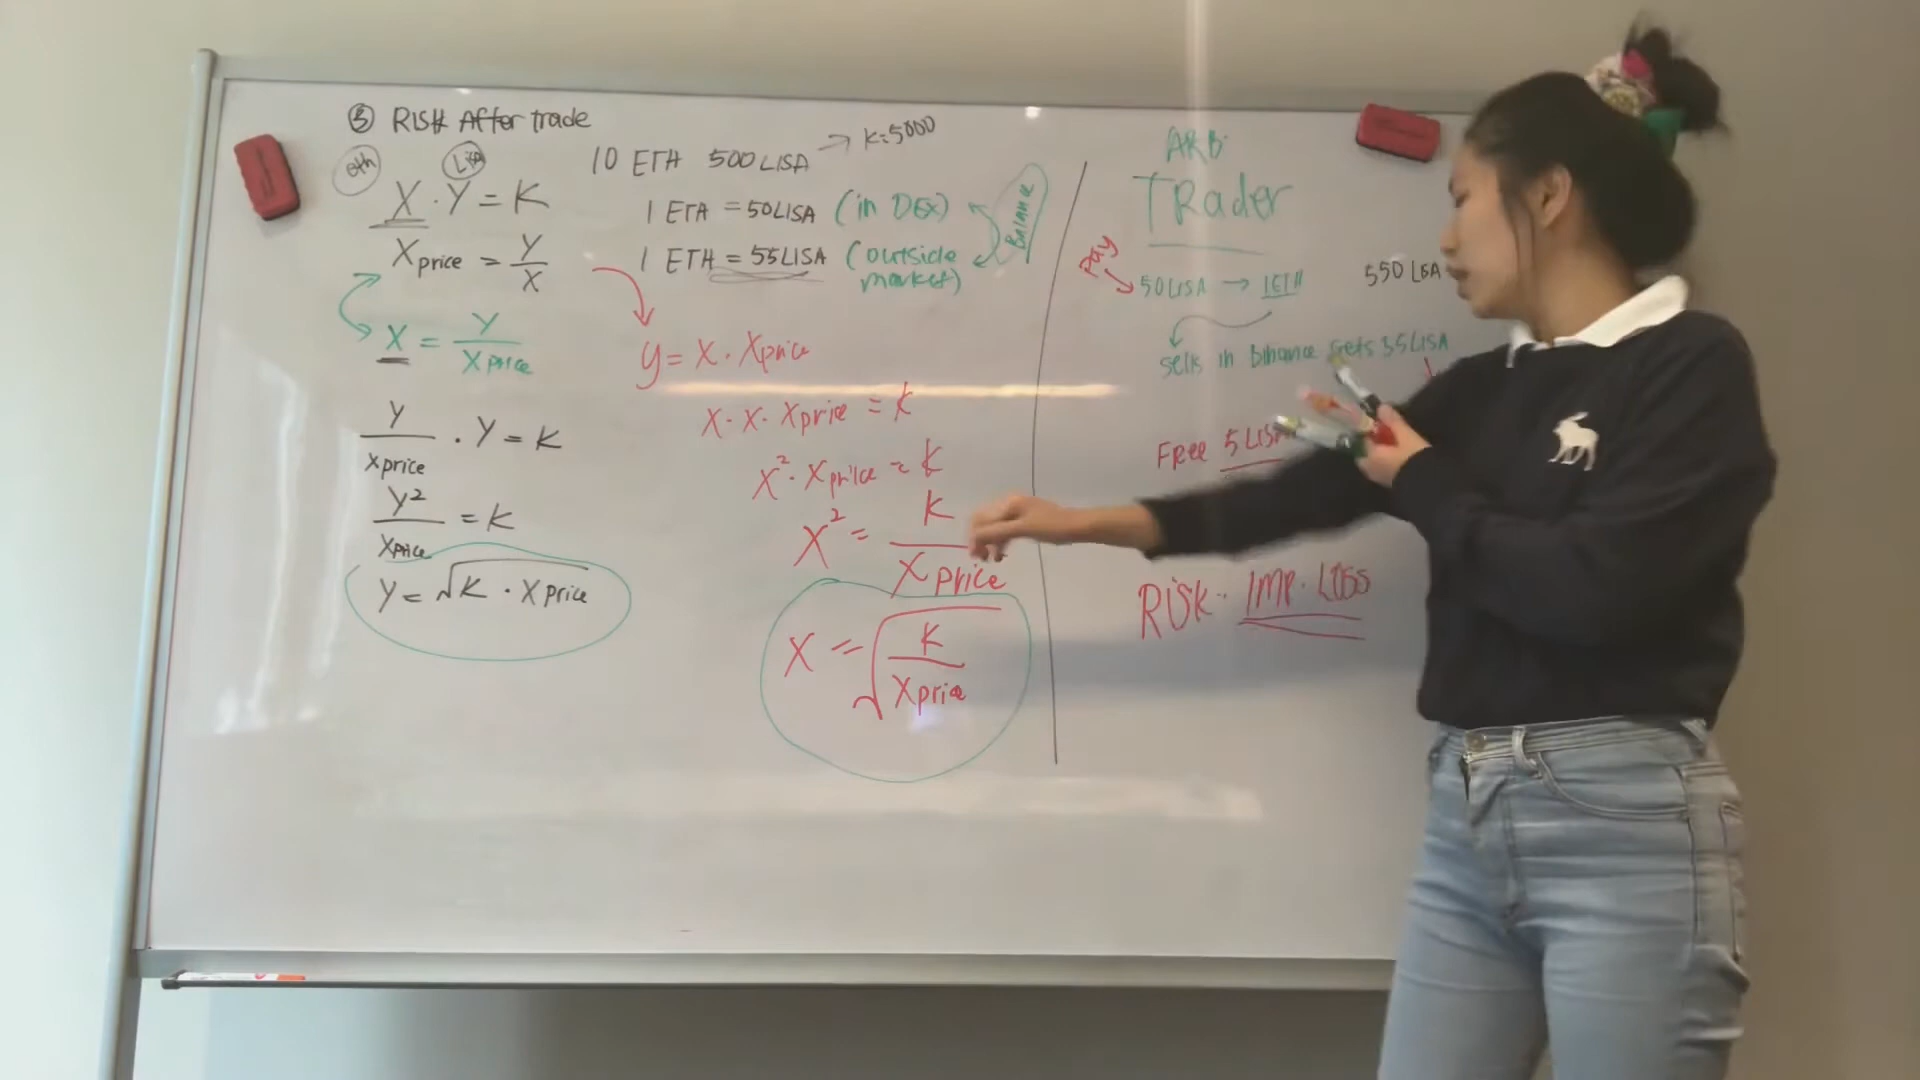 ③ RISK After trade
eth Lisa
X · Y = K
Xprice = Y/X
X = Y/Xprice
Y/Xprice · Y = K
Y²/Xprice = K
Y = √K · Xprice
10 ETH 500 LISA → K=5000
1 ETH = 50 LISA (in DEX)
1 ETH = 55 LISA (outside market)
Balance
y = X · Xprice
X · X · Xprice = K
X² · Xprice = K
X² = K/Xprice
X = √K/Xprice
ARB
TRader
Pay
50 LISA → 1ETH
550 LISA
sells in Binance gets 55 LISA
Free 5 LISA
RISK · IMP · LOSS